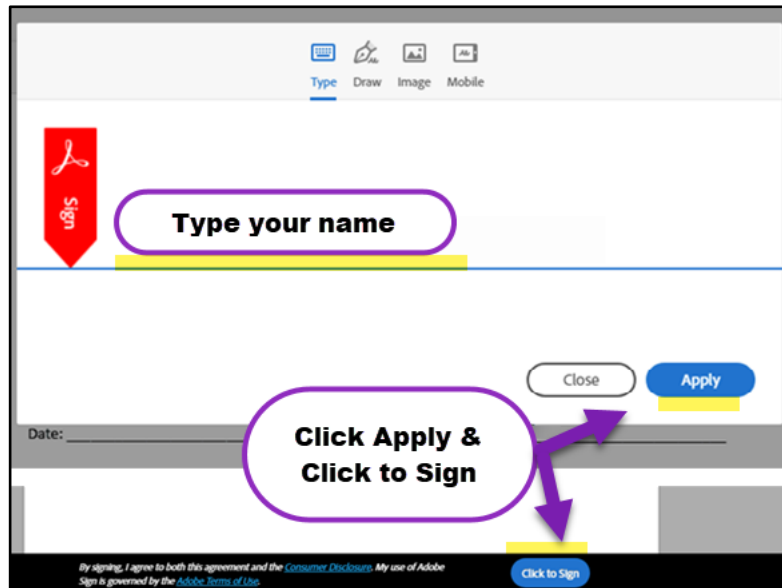 Type Draw Image Mobile
Sign
Type your name
Close Apply
Date:
Click Apply &
Click to Sign
By signing, I agree to both this agreement and the Consumer Disclosure. My use of Adobe
Sign is governed by the Adobe Terms of Use.
Click to Sign